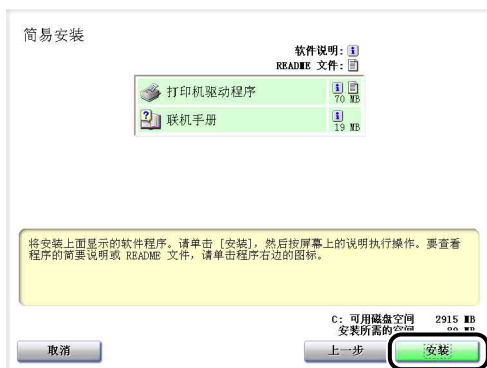 简易安装
软件说明:
README 文件:
打印机驱动程序
70 MB
联机手册
19 MB
将安装上面显示的软件程序。请单击 [安装]，然后按屏幕上的说明执行操作。要查看
程序的简要说明或 README 文件，请单击程序右边的图标。
C: 可用磁盘空间 2915 MB
安装所需的空间
取消
上一步
安装